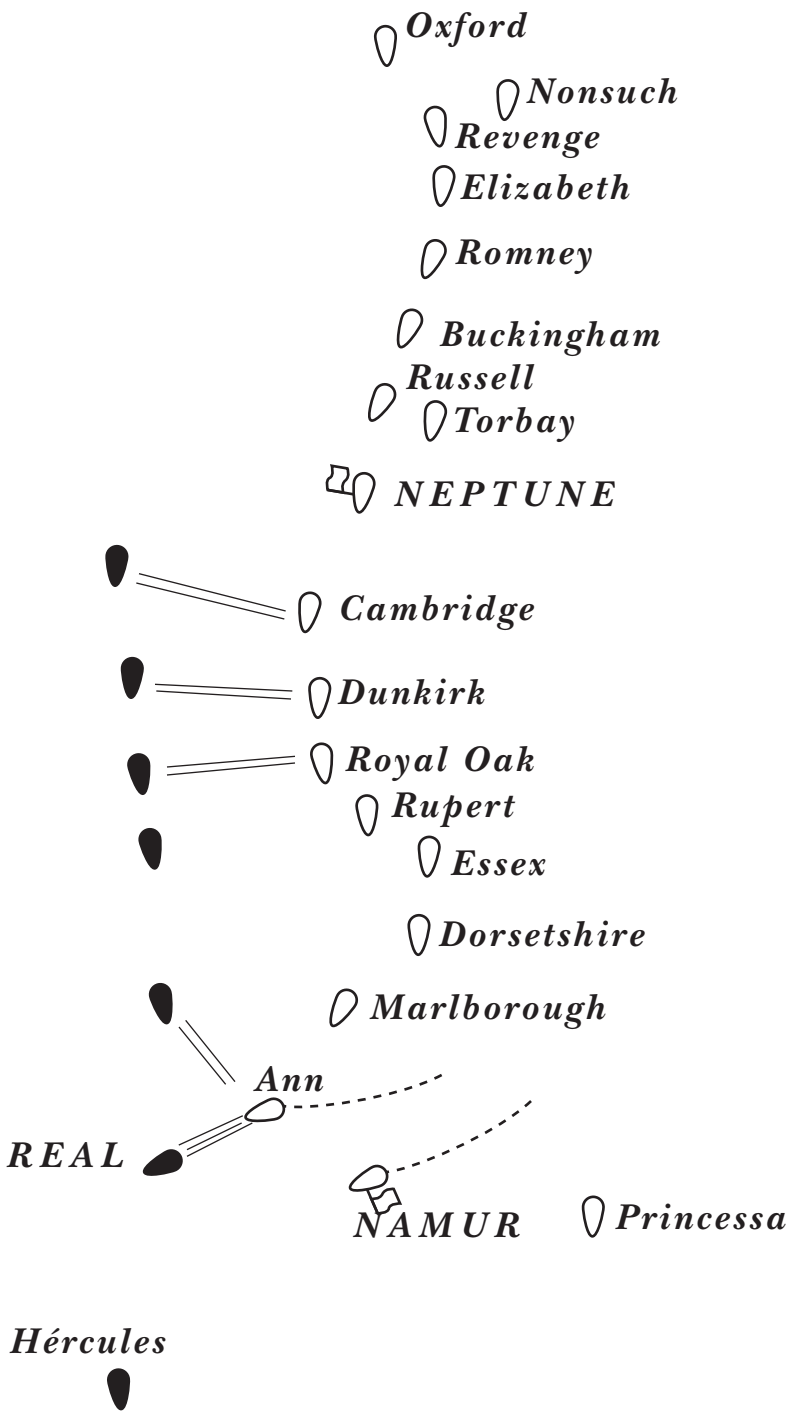 Oxford
Nonsuch
Revenge
Elizabeth
Romney
Buckingham
Russell
Torbay
NEPTUNE
Cambridge
Dunkirk
Royal Oak
Rupert
Essex
Dorsetshire
Marlborough
Ann
REAL
NAMUR
Princessa
Hércules